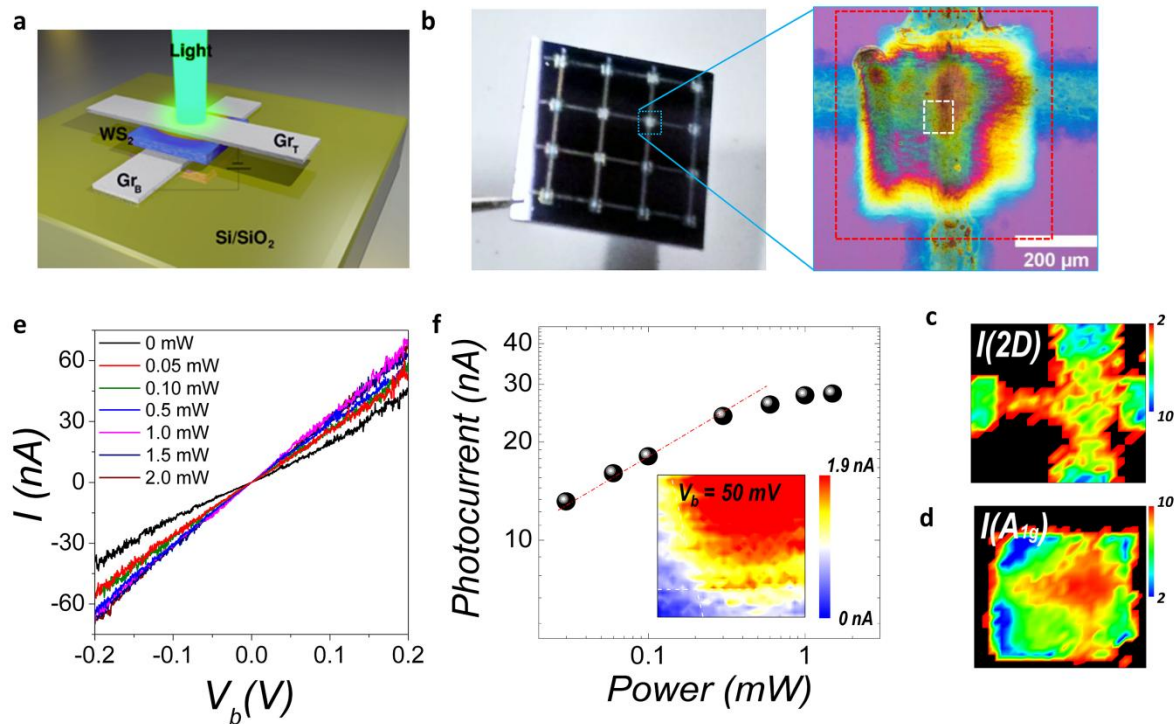 a
Light
WS2
GrT
GrB
Si/SiO2
b
200 µm
e
I (nA)
60
30
0
-30
-60
0 mW
0.05 mW
0.10 mW
0.5 mW
1.0 mW
1.5 mW
2.0 mW
-0.2
-0.1
0.0
0.1
0.2
Vb(V)
f
Photocurrent (nA)
40
30
20
10
Vb = 50 mV
1.9 nA
0 nA
0.1
1
Power (mW)
c
I(2D)
2
10
d
I(A1g)
10
2